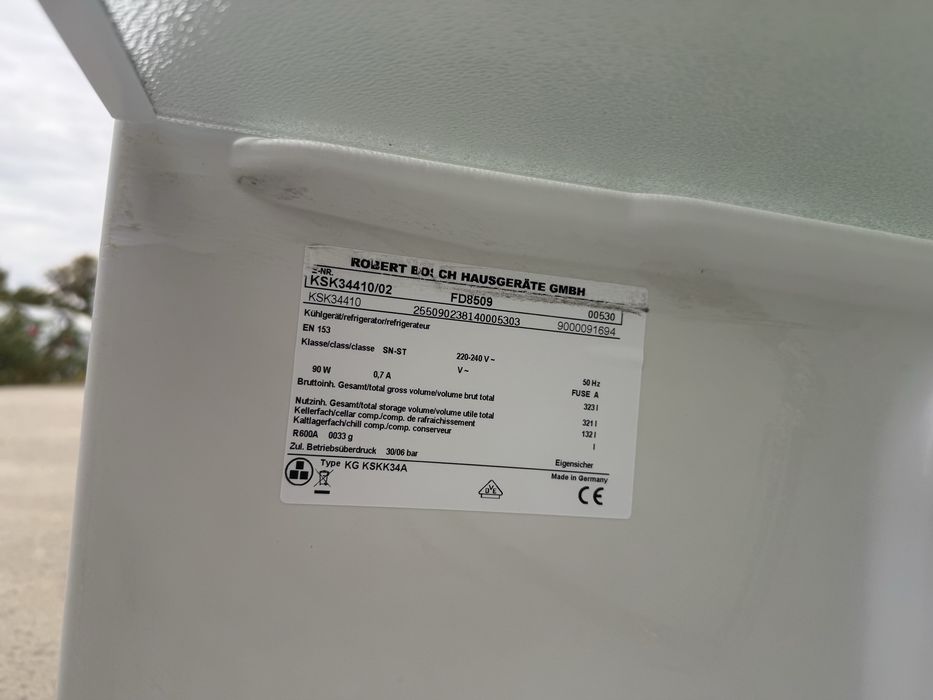 ROBERT BOSCH HAUSGERÄTE GMBH
E-NR.
KSK34410/02 FD8509 00530
KSK34410 255090238140005303 9000091694
Kühlgerät/refrigerator/refrigerateur
EN 153
Klasse/class/classe SN-ST 220-240 V ~
V ~ 50 Hz
90 W 0,7 A FUSE A
Bruttoinh. Gesamt/total gross volume/volume brut total 323 l
Nutzinh. Gesamt/total storage volume/volume utile total 321 l
Kellerfach/cellar comp./comp. de rafraichissement 132 l
Kaltlagerfach/chill comp./comp. conserveur l
R600A 0033 g
Zul. Betriebsüberdruck 30/06 bar Eigensicher
Type KG KSKK34A Made in Germany
DVE
CE